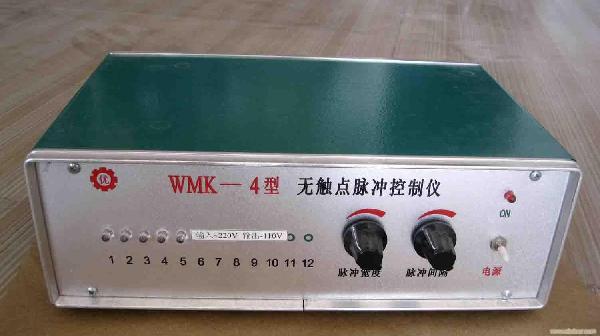 优
WMK—4型 无触点脉冲控制仪
ON
输入~220V 输出-110V
1 2 3 4 5 6 7 8 9 10 11 12
脉冲宽度 脉冲间隔 电源